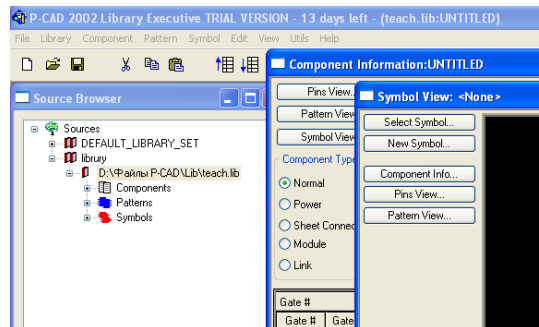 P-CAD 2002 Library Executive TRIAL VERSION - 13 days left - (teach.lib:UNTITLED)
File Library Component Pattern Symbol Edit View Utils Help
Component Information:UNTITLED
Source Browser
Sources
DEFAULT_LIBRARY_SET
librury
D:\Файлы P-CAD\Lib\teach.lib
Components
Patterns
Symbols
Pins View...
Pattern View
Symbol View
Component Type
Normal
Power
Sheet Connec
Module
Link
Gate #
Gate # Gate
Symbol View: <None>
Select Symbol...
New Symbol...
Component Info...
Pins View...
Pattern View...